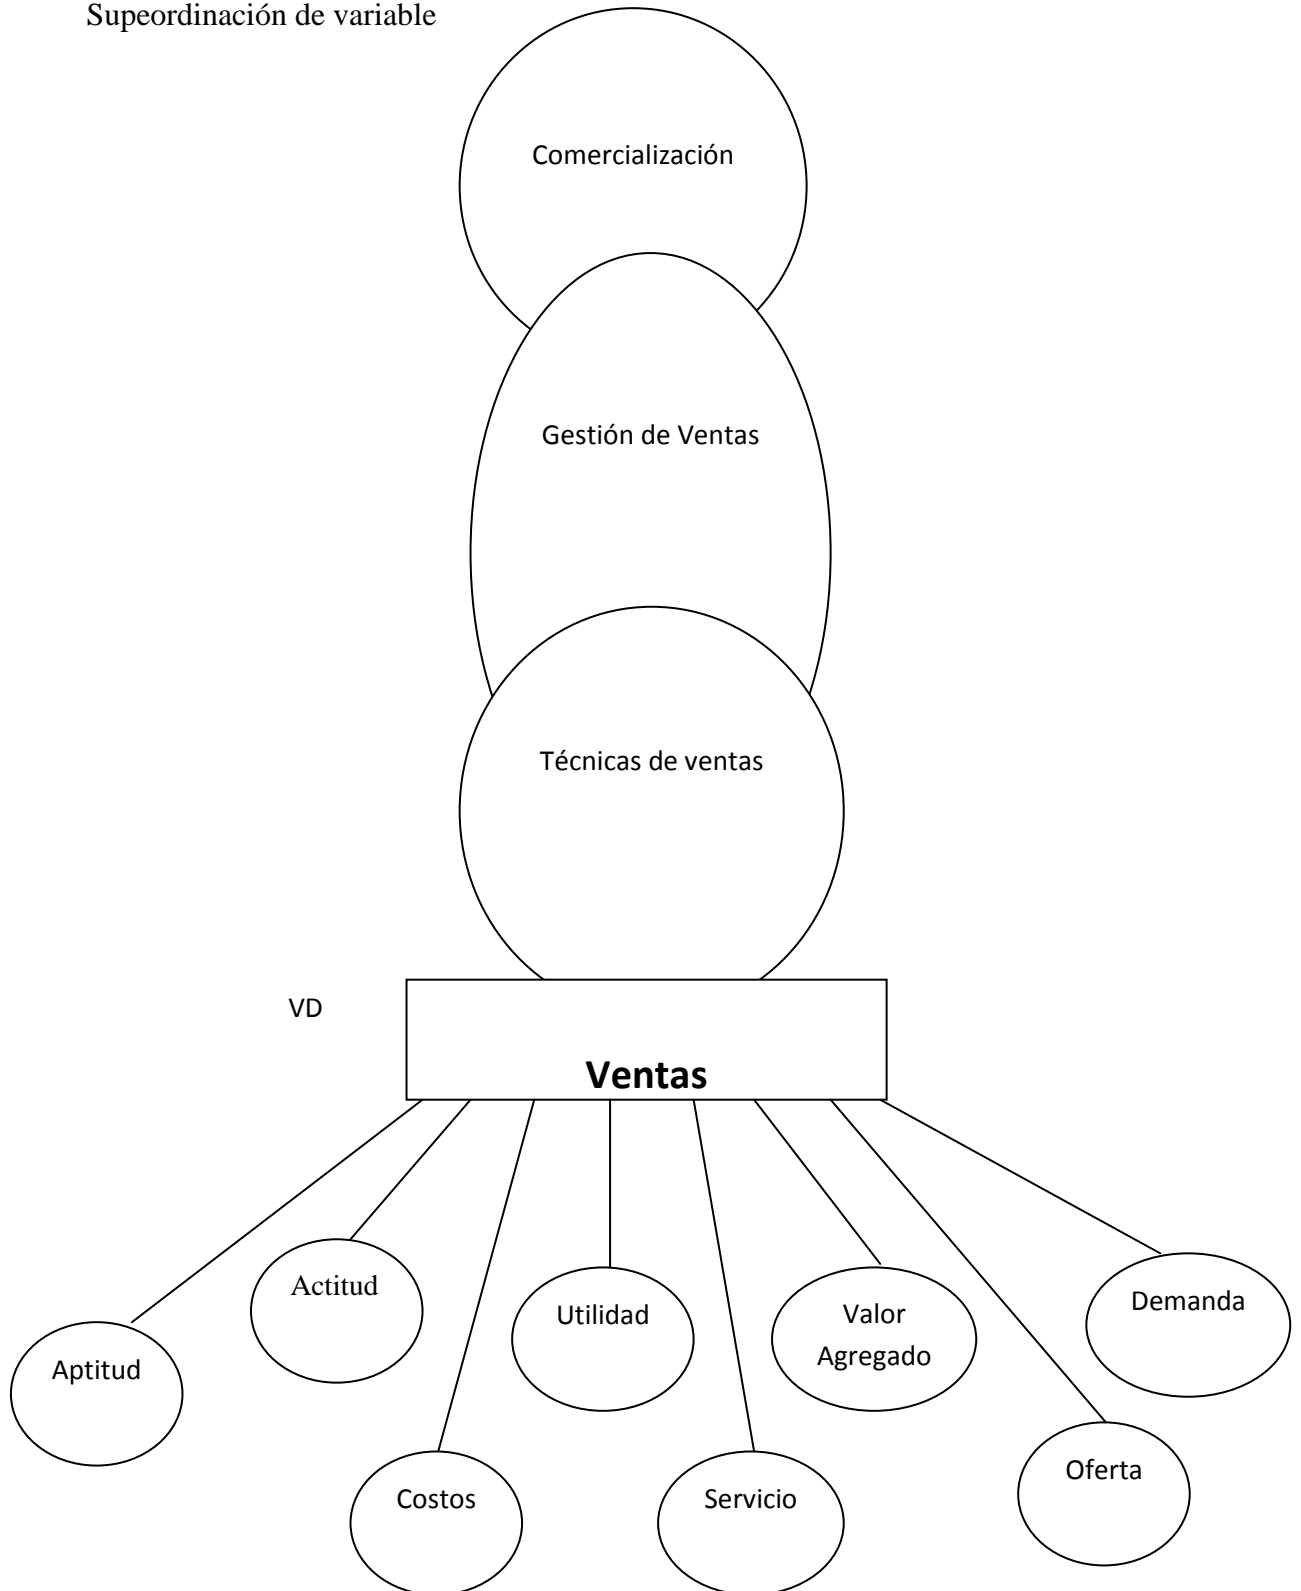 Supeordinación de variable
Comercialización
Gestión de Ventas
Técnicas de ventas
VD
Ventas
Aptitud
Actitud
Costos
Utilidad
Servicio
Valor
Agregado
Oferta
Demanda